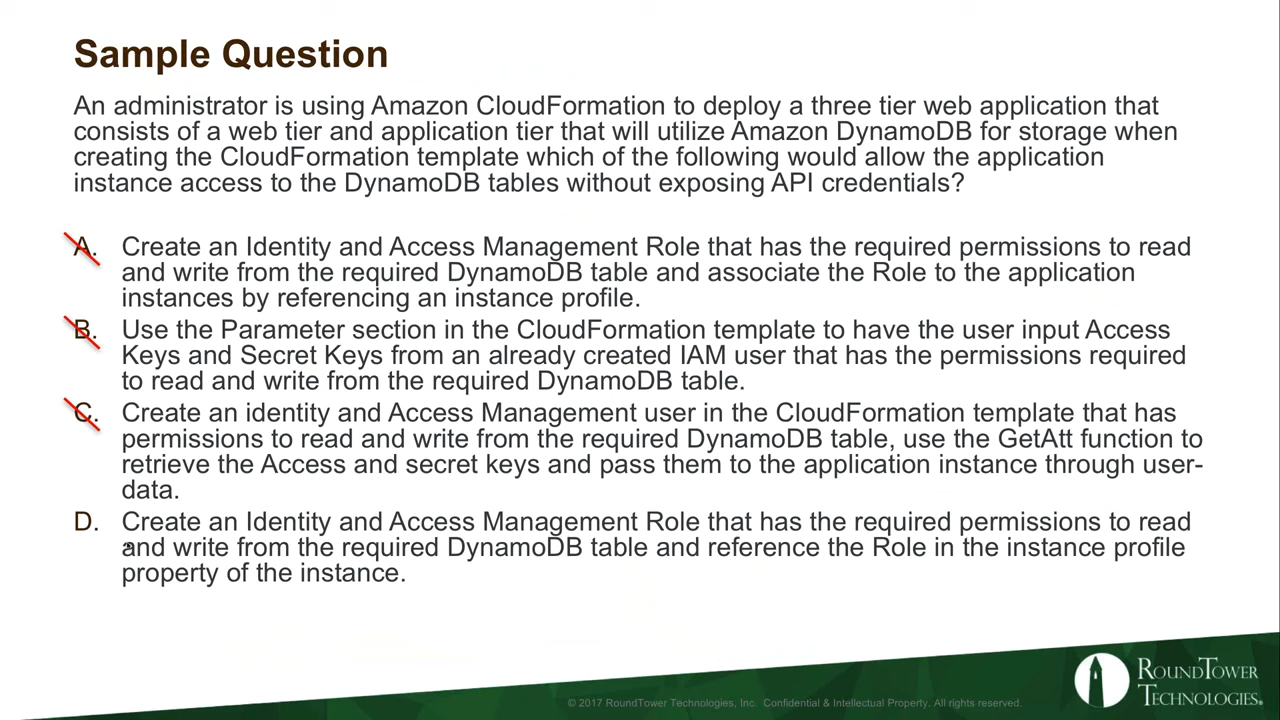 Sample Question
An administrator is using Amazon CloudFormation to deploy a three tier web application that
consists of a web tier and application tier that will utilize Amazon DynamoDB for storage when
creating the CloudFormation template which of the following would allow the application
instance access to the DynamoDB tables without exposing API credentials?
A. Create an Identity and Access Management Role that has the required permissions to read
and write from the required DynamoDB table and associate the Role to the application
instances by referencing an instance profile.
B. Use the Parameter section in the CloudFormation template to have the user input Access
Keys and Secret Keys from an already created IAM user that has the permissions required
to read and write from the required DynamoDB table.
C. Create an identity and Access Management user in the CloudFormation template that has
permissions to read and write from the required DynamoDB table, use the GetAtt function to
retrieve the Access and secret keys and pass them to the application instance through user-
data.
D. Create an Identity and Access Management Role that has the required permissions to read
and write from the required DynamoDB table and reference the Role in the instance profile
property of the instance.
© 2017 RoundTower Technologies, Inc. Confidential & Intellectual Property. All rights reserved.
ROUNDTOWER
TECHNOLOGIES®